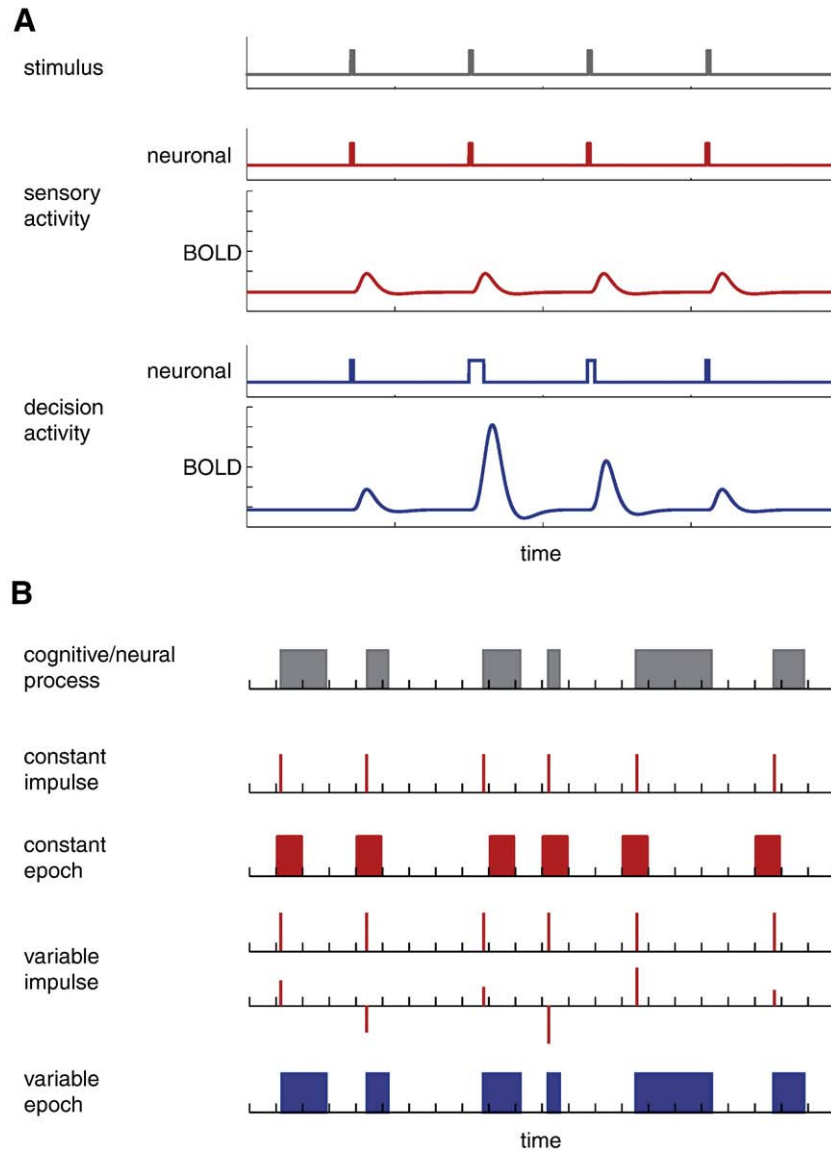 A
stimulus
neuronal
sensory
activity
BOLD
neuronal
decision
activity
BOLD
time
B
cognitive/neural
process
constant
impulse
constant
epoch
variable
impulse
variable
epoch
time